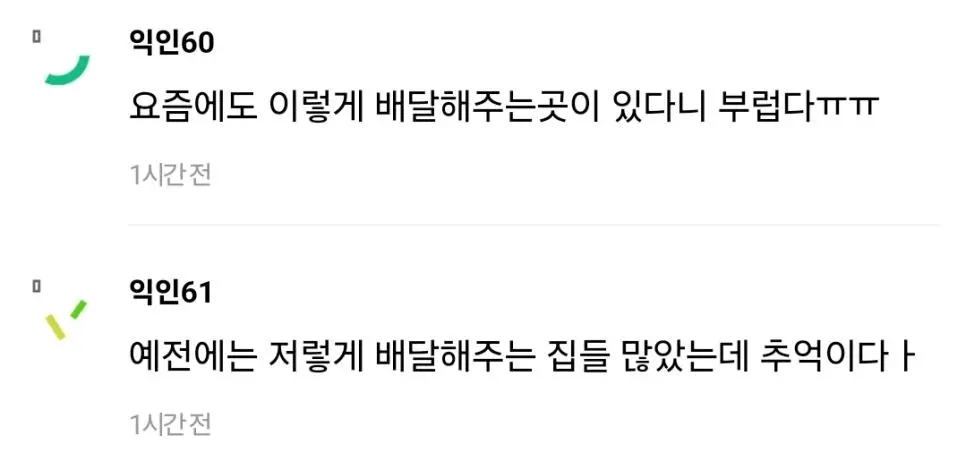 익인60
요즘에도 이렇게 배달해주는곳이 있다니 부럽다ㅠㅠ
1시간 전
익인61
예전에는 저렇게 배달해주는 집들 많았는데 추억이다ㅏ
1시간 전